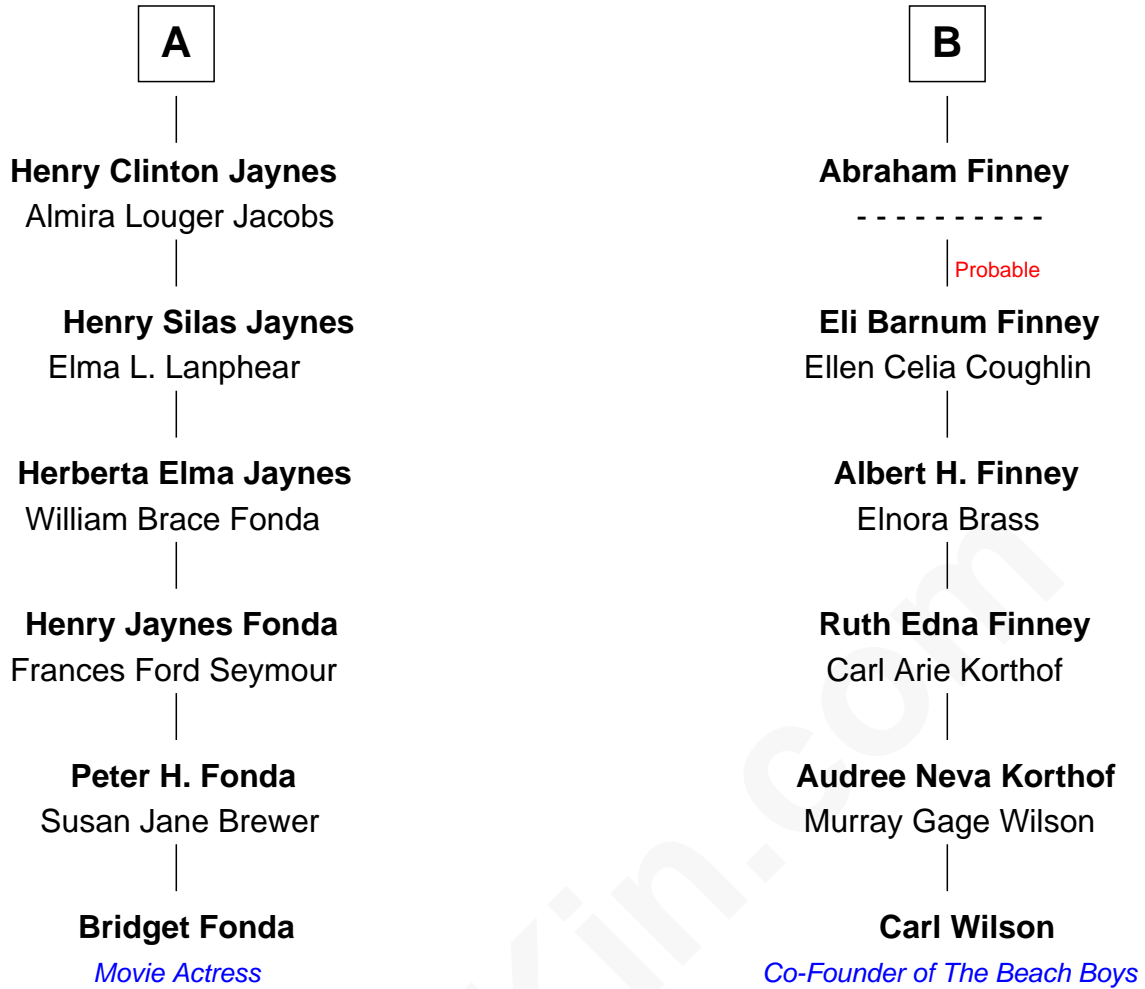 A
B
Henry Clinton Jaynes
Almira Louger Jacobs
Abraham Finney
- - - - - - - - - -
Probable
Henry Silas Jaynes
Elma L. Lanphear
Eli Barnum Finney
Ellen Celia Coughlin
Herberta Elma Jaynes
William Brace Fonda
Albert H. Finney
Elnora Brass
Henry Jaynes Fonda
Frances Ford Seymour
Ruth Edna Finney
Carl Arie Korthof
Peter H. Fonda
Susan Jane Brewer
Audree Neva Korthof
Murray Gage Wilson
Bridget Fonda
Movie Actress
Carl Wilson
Co-Founder of The Beach Boys
Kin.com